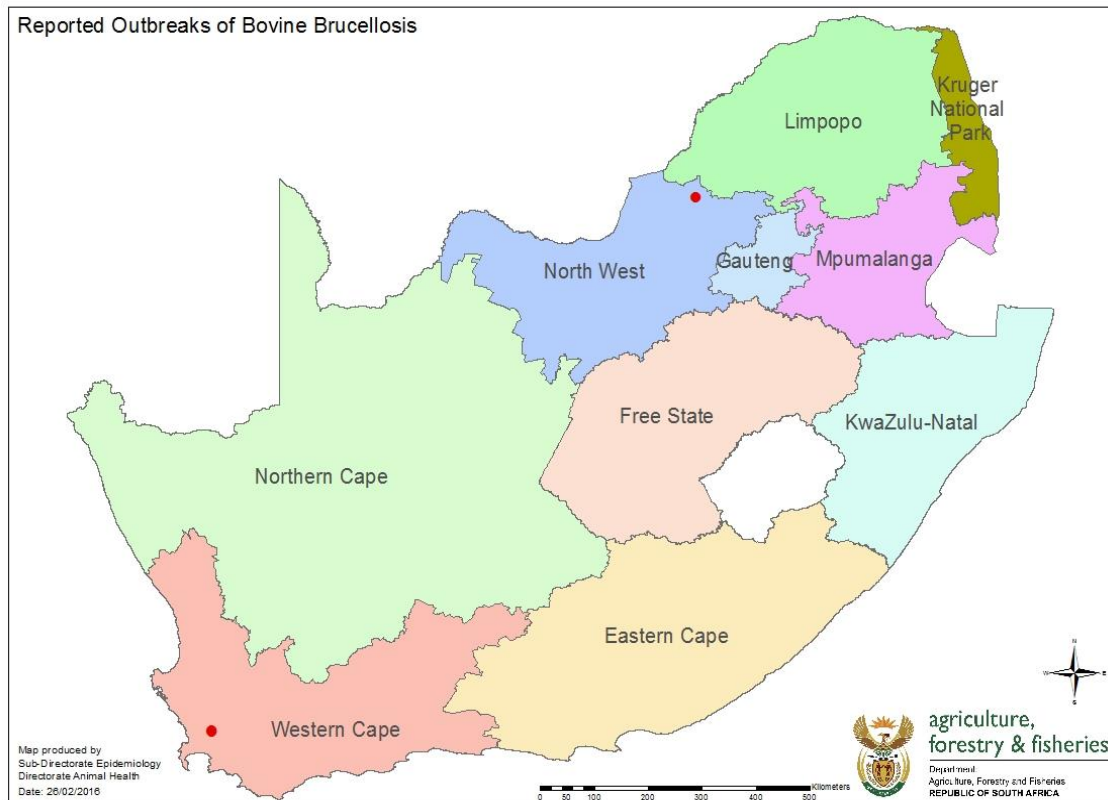 Reported Outbreaks of Bovine Brucellosis
Kruger
National
Park
Limpopo
North West
Gauteng
Mpumalanga
Free State
KwaZulu-Natal
Northern Cape
Eastern Cape
Western Cape
N
W
E
S
Map produced by
Sub-Directorate Epidemiology
Directorate Animal Health
Date: 26/02/2016
Kilometers
0 50 100 200 300 400 500
agriculture,
forestry & fisheries
Department:
Agriculture, Forestry and Fisheries
REPUBLIC OF SOUTH AFRICA